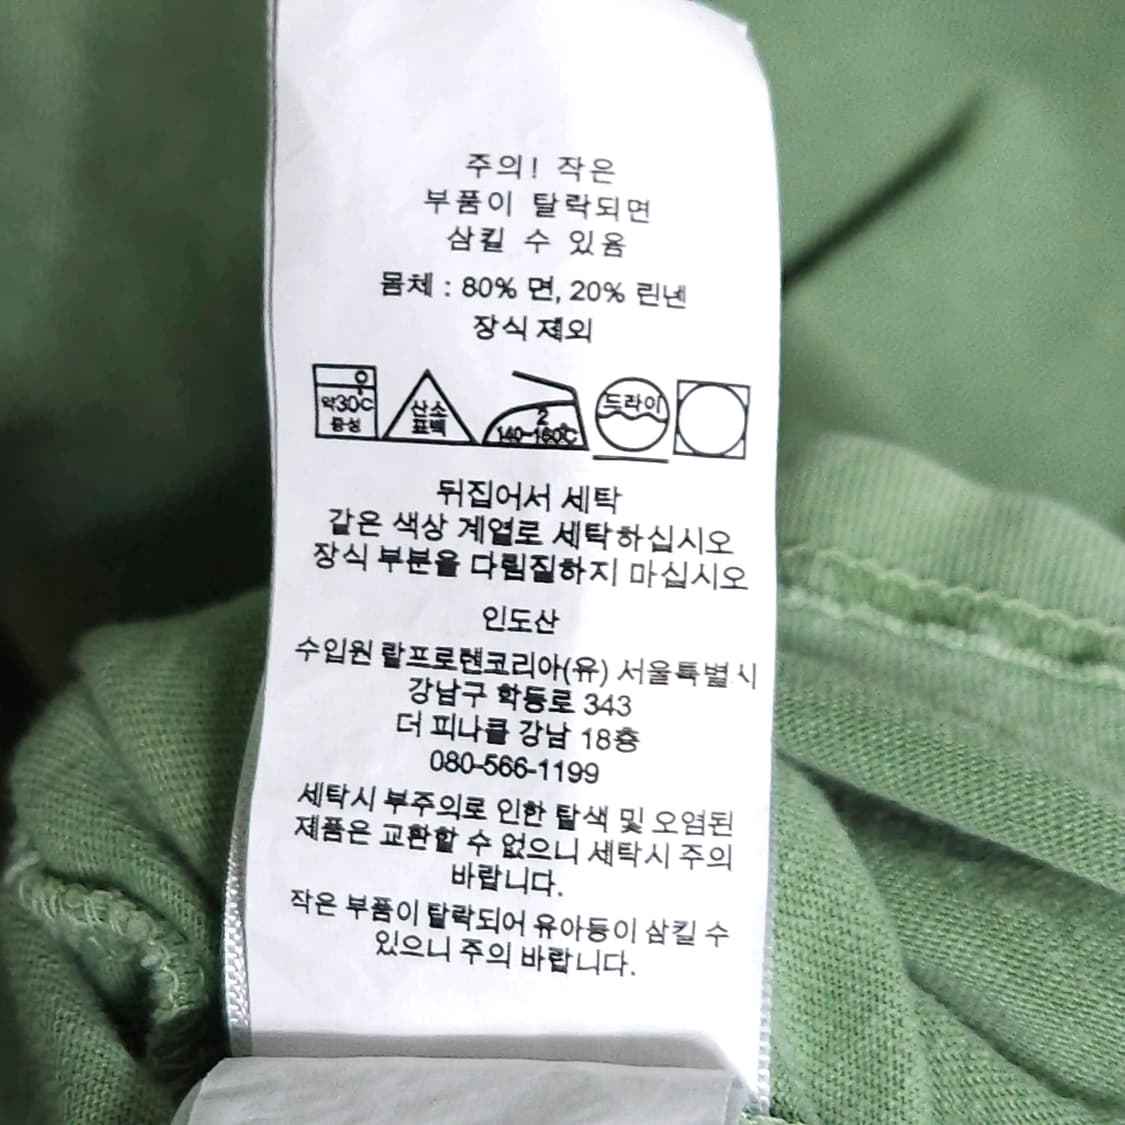 주의! 작은
부품이 탈락되면
삼킬 수 있음
몸체 : 80% 면, 20% 린넨
장식 제외
약30℃
중성
산소
표백
2
140~160℃
드라이
뒤집어서 세탁
같은 색상 계열로 세탁하십시오
장식 부분을 다림질하지 마십시오
인도산
수입원 랄프로렌코리아(유) 서울특별시
강남구 학동로 343
더 피나클 강남 18층
080-566-1199
세탁시 부주의로 인한 탈색 및 오염된
제품은 교환할 수 없으니 세탁시 주의
바랍니다.
작은 부품이 탈락되어 유아등이 삼킬 수
있으니 주의 바랍니다.